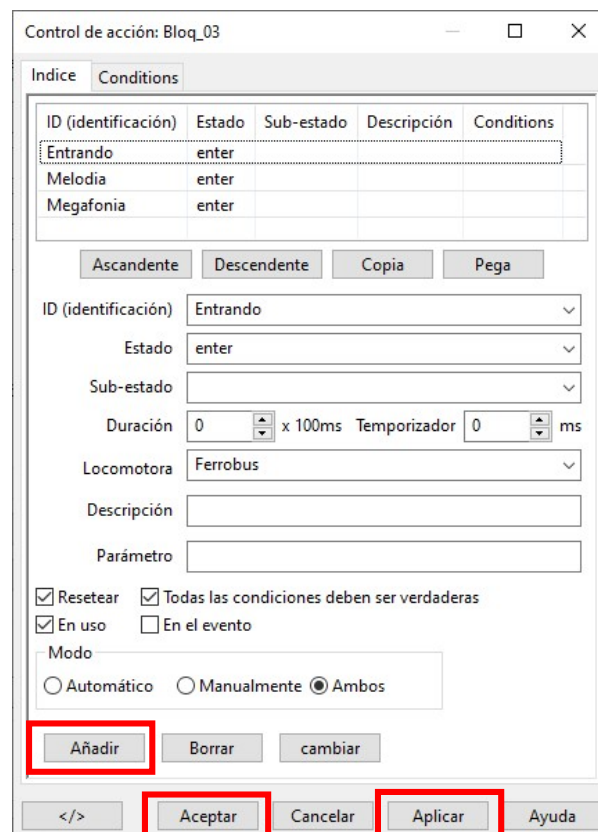 Control de acción: Bloq_03
Indice Conditions
ID (identificación) Estado Sub-estado Descripción Conditions
Entrando enter
Melodia enter
Megafonia enter
Ascandente Descendente Copia Pega
ID (identificación) Entrando
Estado enter
Sub-estado
Duración 0 x 100ms Temporizador 0 ms
Locomotora Ferrobus
Descripción
Parámetro
Resetear Todas las condiciones deben ser verdaderas
En uso En el evento
Modo
Automático Manualmente Ambos
Añadir Borrar cambiar
</> Aceptar Cancelar Aplicar Ayuda